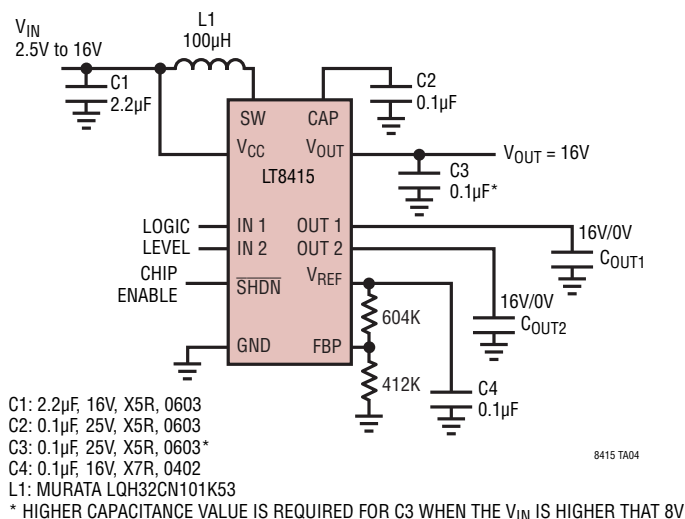 VIN
2.5V to 16V
L1
100µH
C1
2.2µF
C2
0.1µF
SW
CAP
VCC
VOUT
LT8415
VOUT = 16V
C3
0.1µF*
LOGIC
LEVEL
IN 1
IN 2
OUT 1
OUT 2
16V/0V
COUT1
CHIP
ENABLE
SHDN
VREF
16V/0V
COUT2
604K
GND
FBP
412K
C4
0.1µF
C1: 2.2µF, 16V, X5R, 0603
C2: 0.1µF, 25V, X5R, 0603
C3: 0.1µF, 25V, X5R, 0603*
C4: 0.1µF, 16V, X7R, 0402
L1: MURATA LQH32CN101K53
8415 TA04
* HIGHER CAPACITANCE VALUE IS REQUIRED FOR C3 WHEN THE VIN IS HIGHER THAT 8V